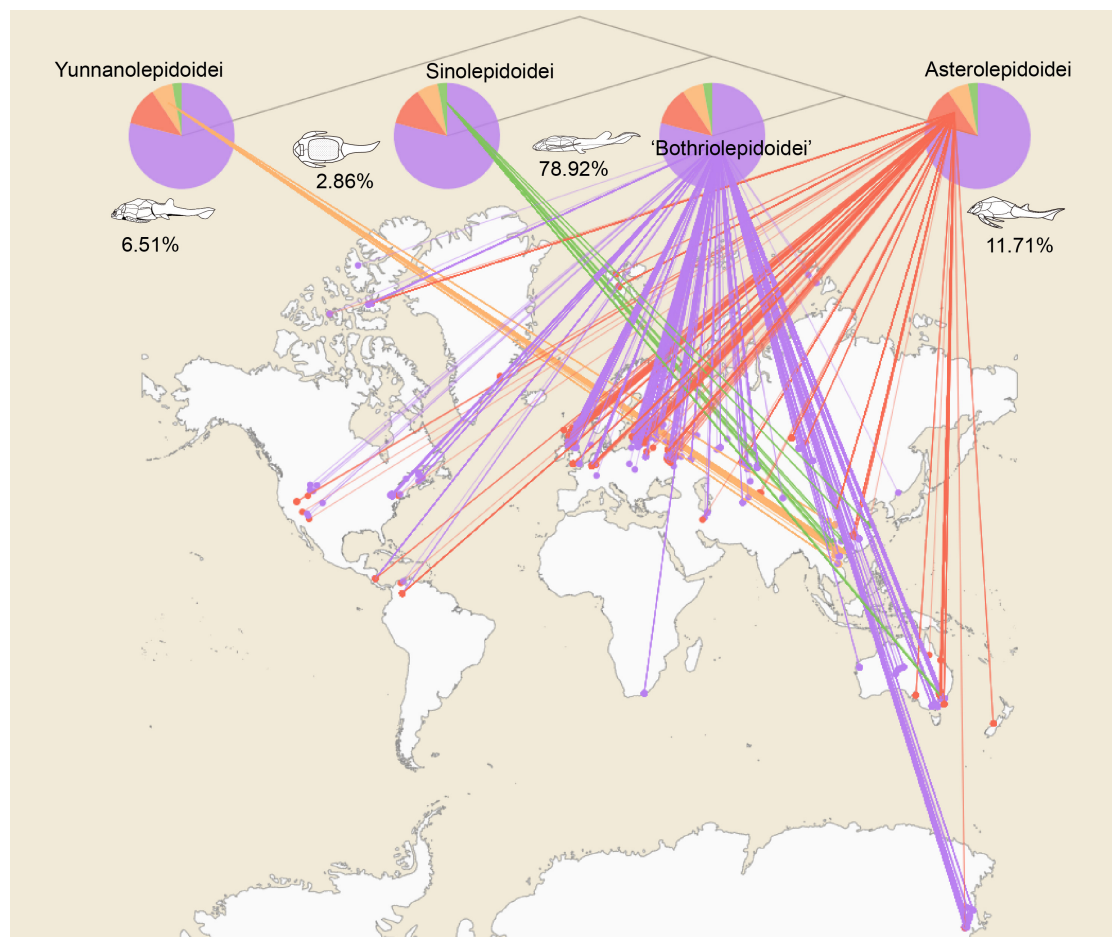 Yunnanolepidoidei
Sinolepidoidei
Asterolepidoidei
'Bothriolepidoidei'
78.92%
2.86%
6.51%
11.71%